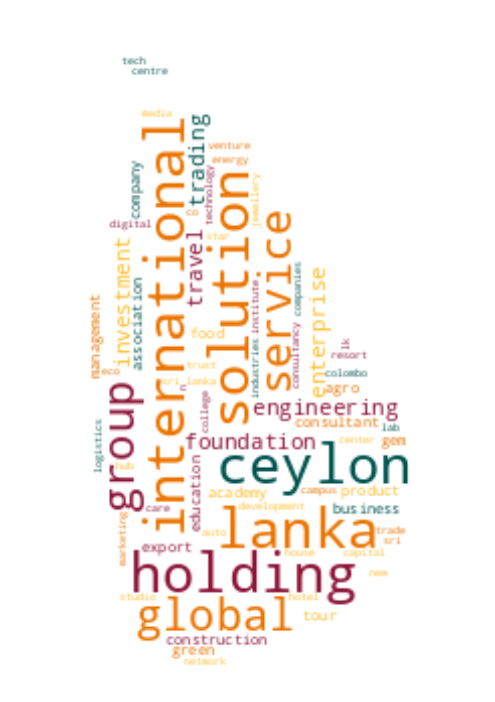 tech
centre
media
international
trading
venture
energy
company
technology
jewellery
solution
co
digital
star
service
travel
investment
association
management
enterprise
companies
institute
consultancy
industries
food
lk
resort
eco
trust
colombo
sri lanka
agro
group
n
college
engineering
consultant
lab
logistics
foundation
center
gem
ceylon
hub
education
academy
campus
product
development
care
business
lanka
marketing
auto
trade
sri
export
house
capital
holding
new
studio
hotel
global
tour
construction
green
network